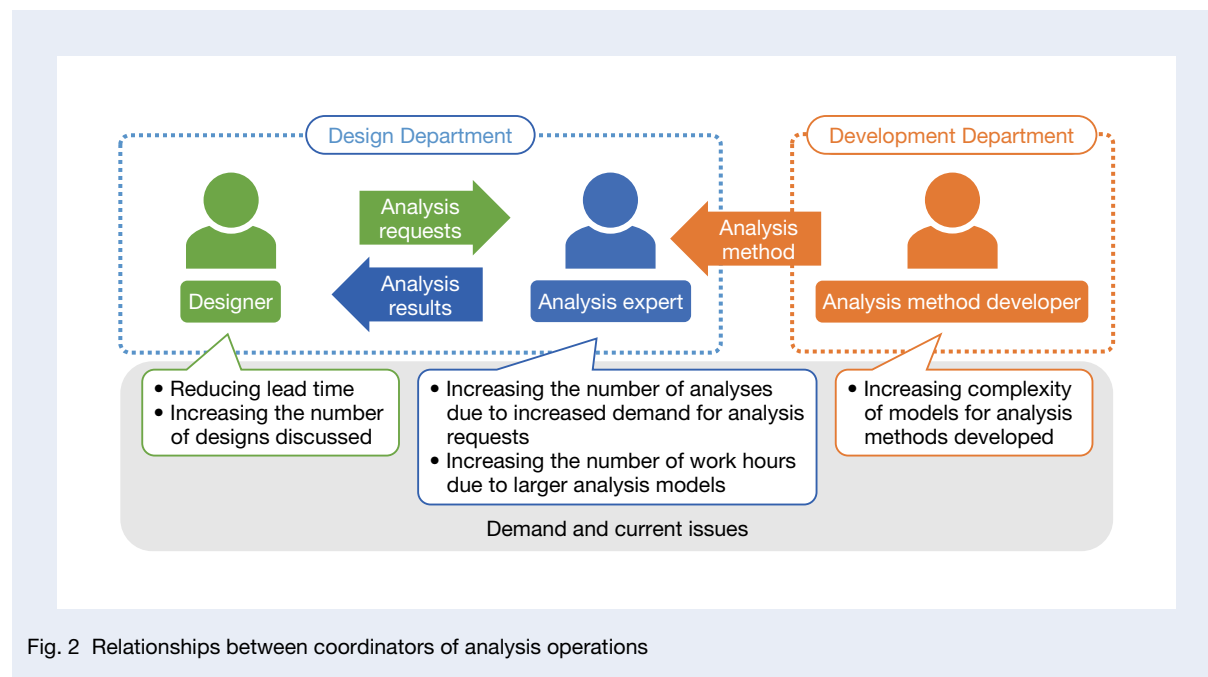 Design Department
Development Department
Analysis
requests
Analysis
results
Analysis
method
Designer
Analysis expert
Analysis method developer
• Reducing lead time
• Increasing the number
of designs discussed
• Increasing the number of analyses
due to increased demand for analysis
requests
• Increasing the number of work hours
due to larger analysis models
• Increasing complexity
of models for analysis
methods developed
Demand and current issues
Fig. 2 Relationships between coordinators of analysis operations